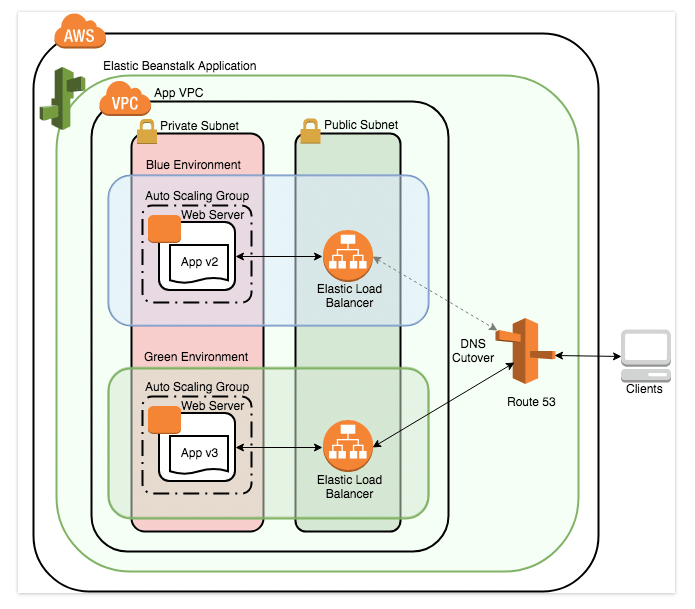 AWS
Elastic Beanstalk Application
VPC
App VPC
Private Subnet
Public Subnet
Blue Environment
Auto Scaling Group
Web Server
App v2
Elastic Load
Balancer
DNS
Cutover
Route 53
Clients
Green Environment
Auto Scaling Group
Web Server
App v3
Elastic Load
Balancer